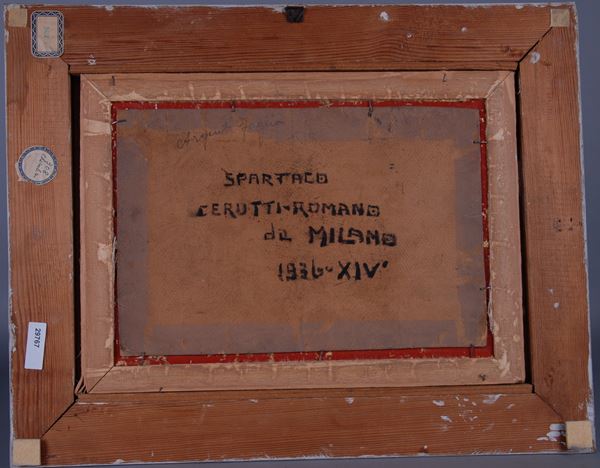 SPARTACO
CERUTTI-ROMANO
da MILANO
1936-XIV°
29767